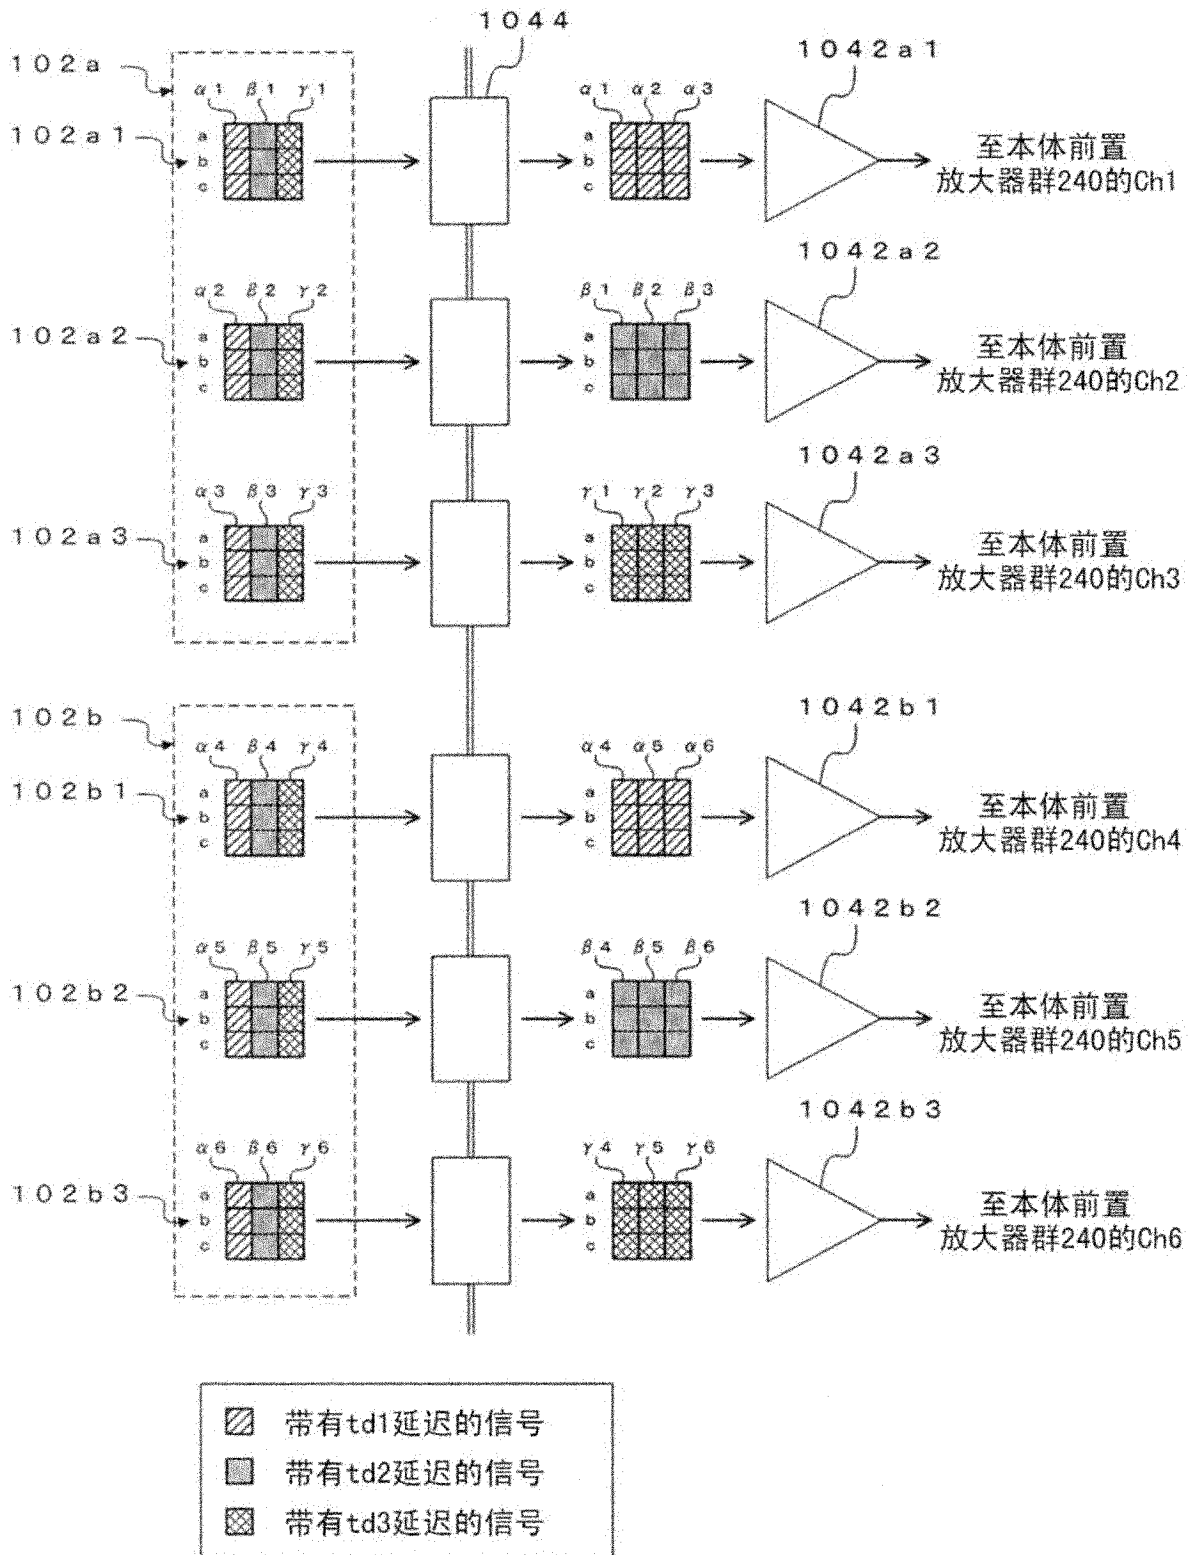 1044
102a
α1 β1 γ1
102a1
a
b
c
α1 α2 α3
a
b
c
1042a1
至本体前置
放大器群240的Ch1
α2 β2 γ2
102a2
a
b
c
β1 β2 β3
a
b
c
1042a2
至本体前置
放大器群240的Ch2
α3 β3 γ3
102a3
a
b
c
γ1 γ2 γ3
a
b
c
1042a3
至本体前置
放大器群240的Ch3
102b
α4 β4 γ4
102b1
a
b
c
α4 α5 α6
a
b
c
1042b1
至本体前置
放大器群240的Ch4
α5 β5 γ5
102b2
a
b
c
β4 β5 β6
a
b
c
1042b2
至本体前置
放大器群240的Ch5
α6 β6 γ6
102b3
a
b
c
γ4 γ5 γ6
a
b
c
1042b3
至本体前置
放大器群240的Ch6
带有td1延迟的信号
带有td2延迟的信号
带有td3延迟的信号